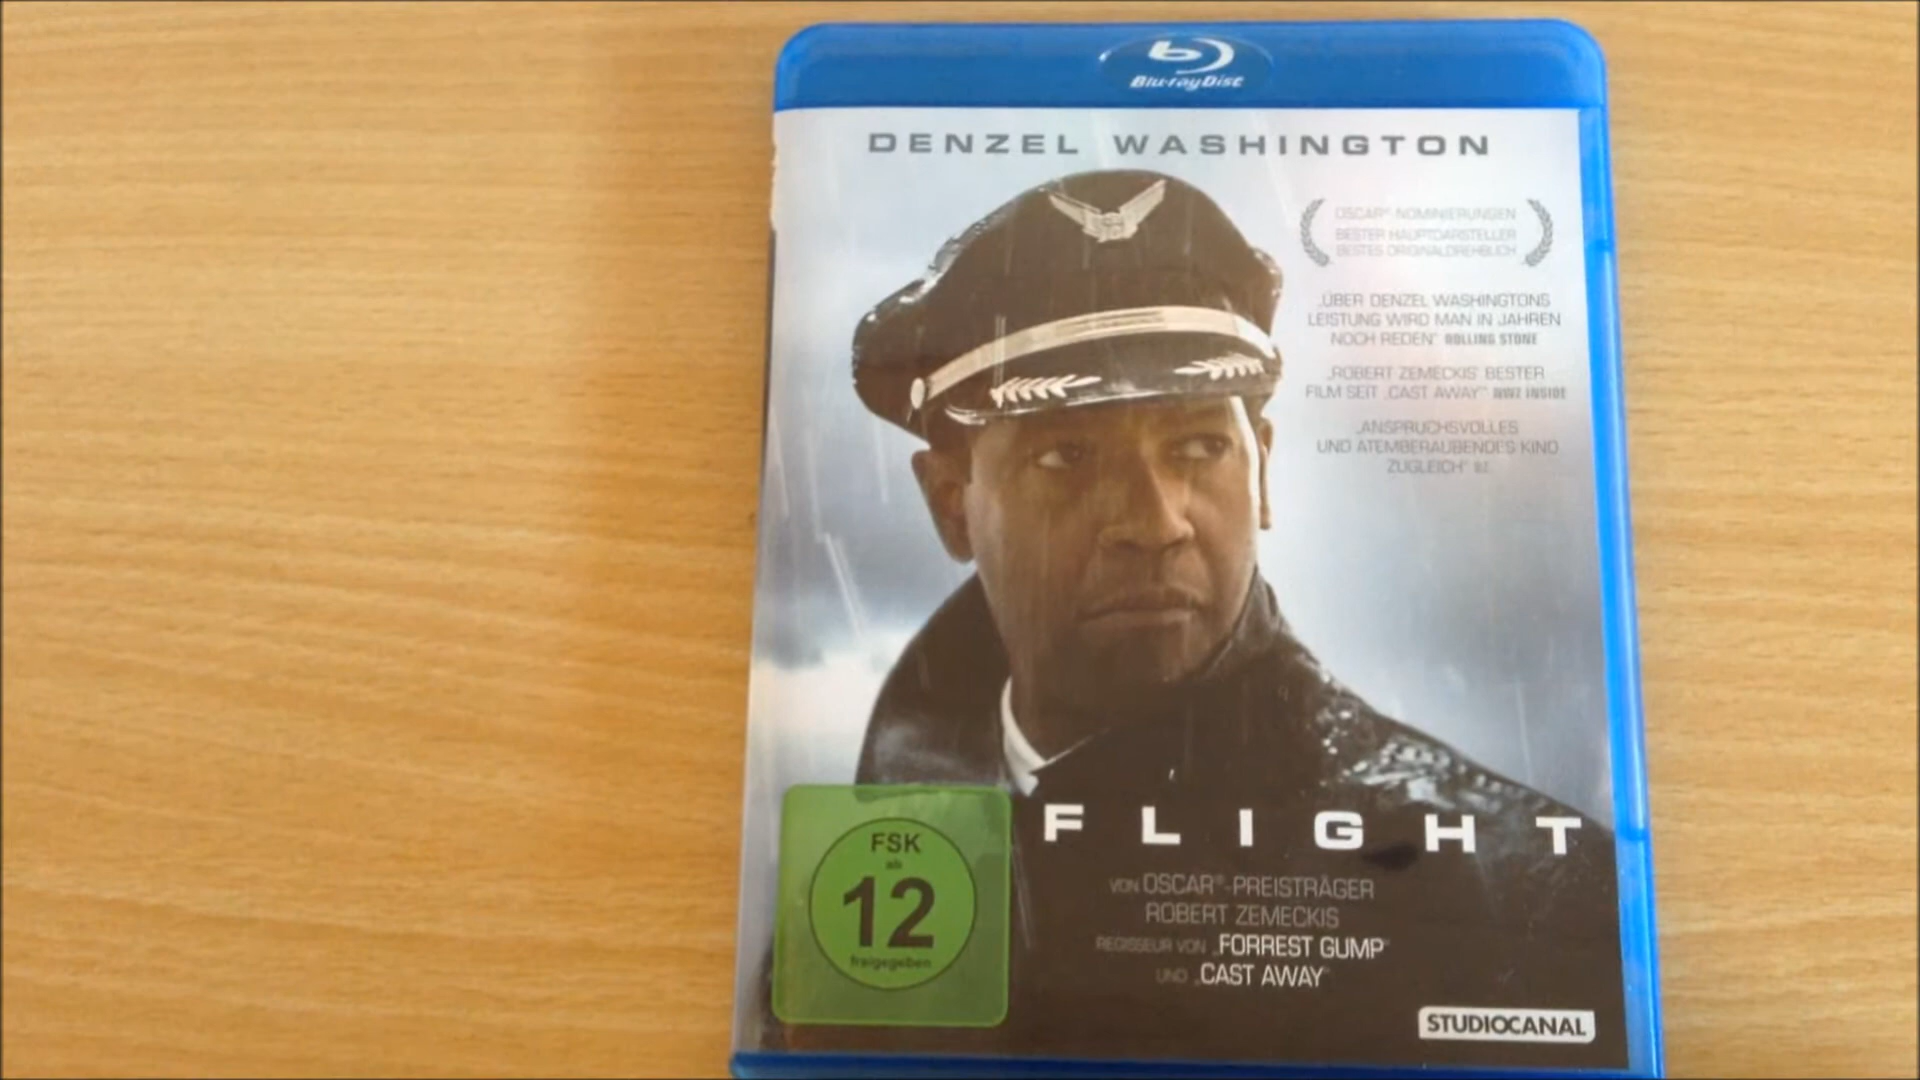 Blu-ray Disc
DENZEL WASHINGTON
OSCAR® NOMINIERUNGEN
BESTER HAUPTDARSTELLER
BESTES ORIGINALDREHBUCH
„ÜBER DENZEL WASHINGTONS
LEISTUNG WIRD MAN IN JAHREN
NOCH REDEN“ ROLLING STONE
„ROBERT ZEMECKIS' BESTER
FILM SEIT „CAST AWAY“ INSIDE
„ANSPRUCHSVOLLES
UND ATEMBERAUBENDES KINO
ZUGLEICH“
FLIGHT
FSK
ab
12
freigegeben
VON OSCAR®-PREISTRÄGER
ROBERT ZEMECKIS
REGISSEUR VON „FORREST GUMP“
UND „CAST AWAY“
STUDIOCANAL